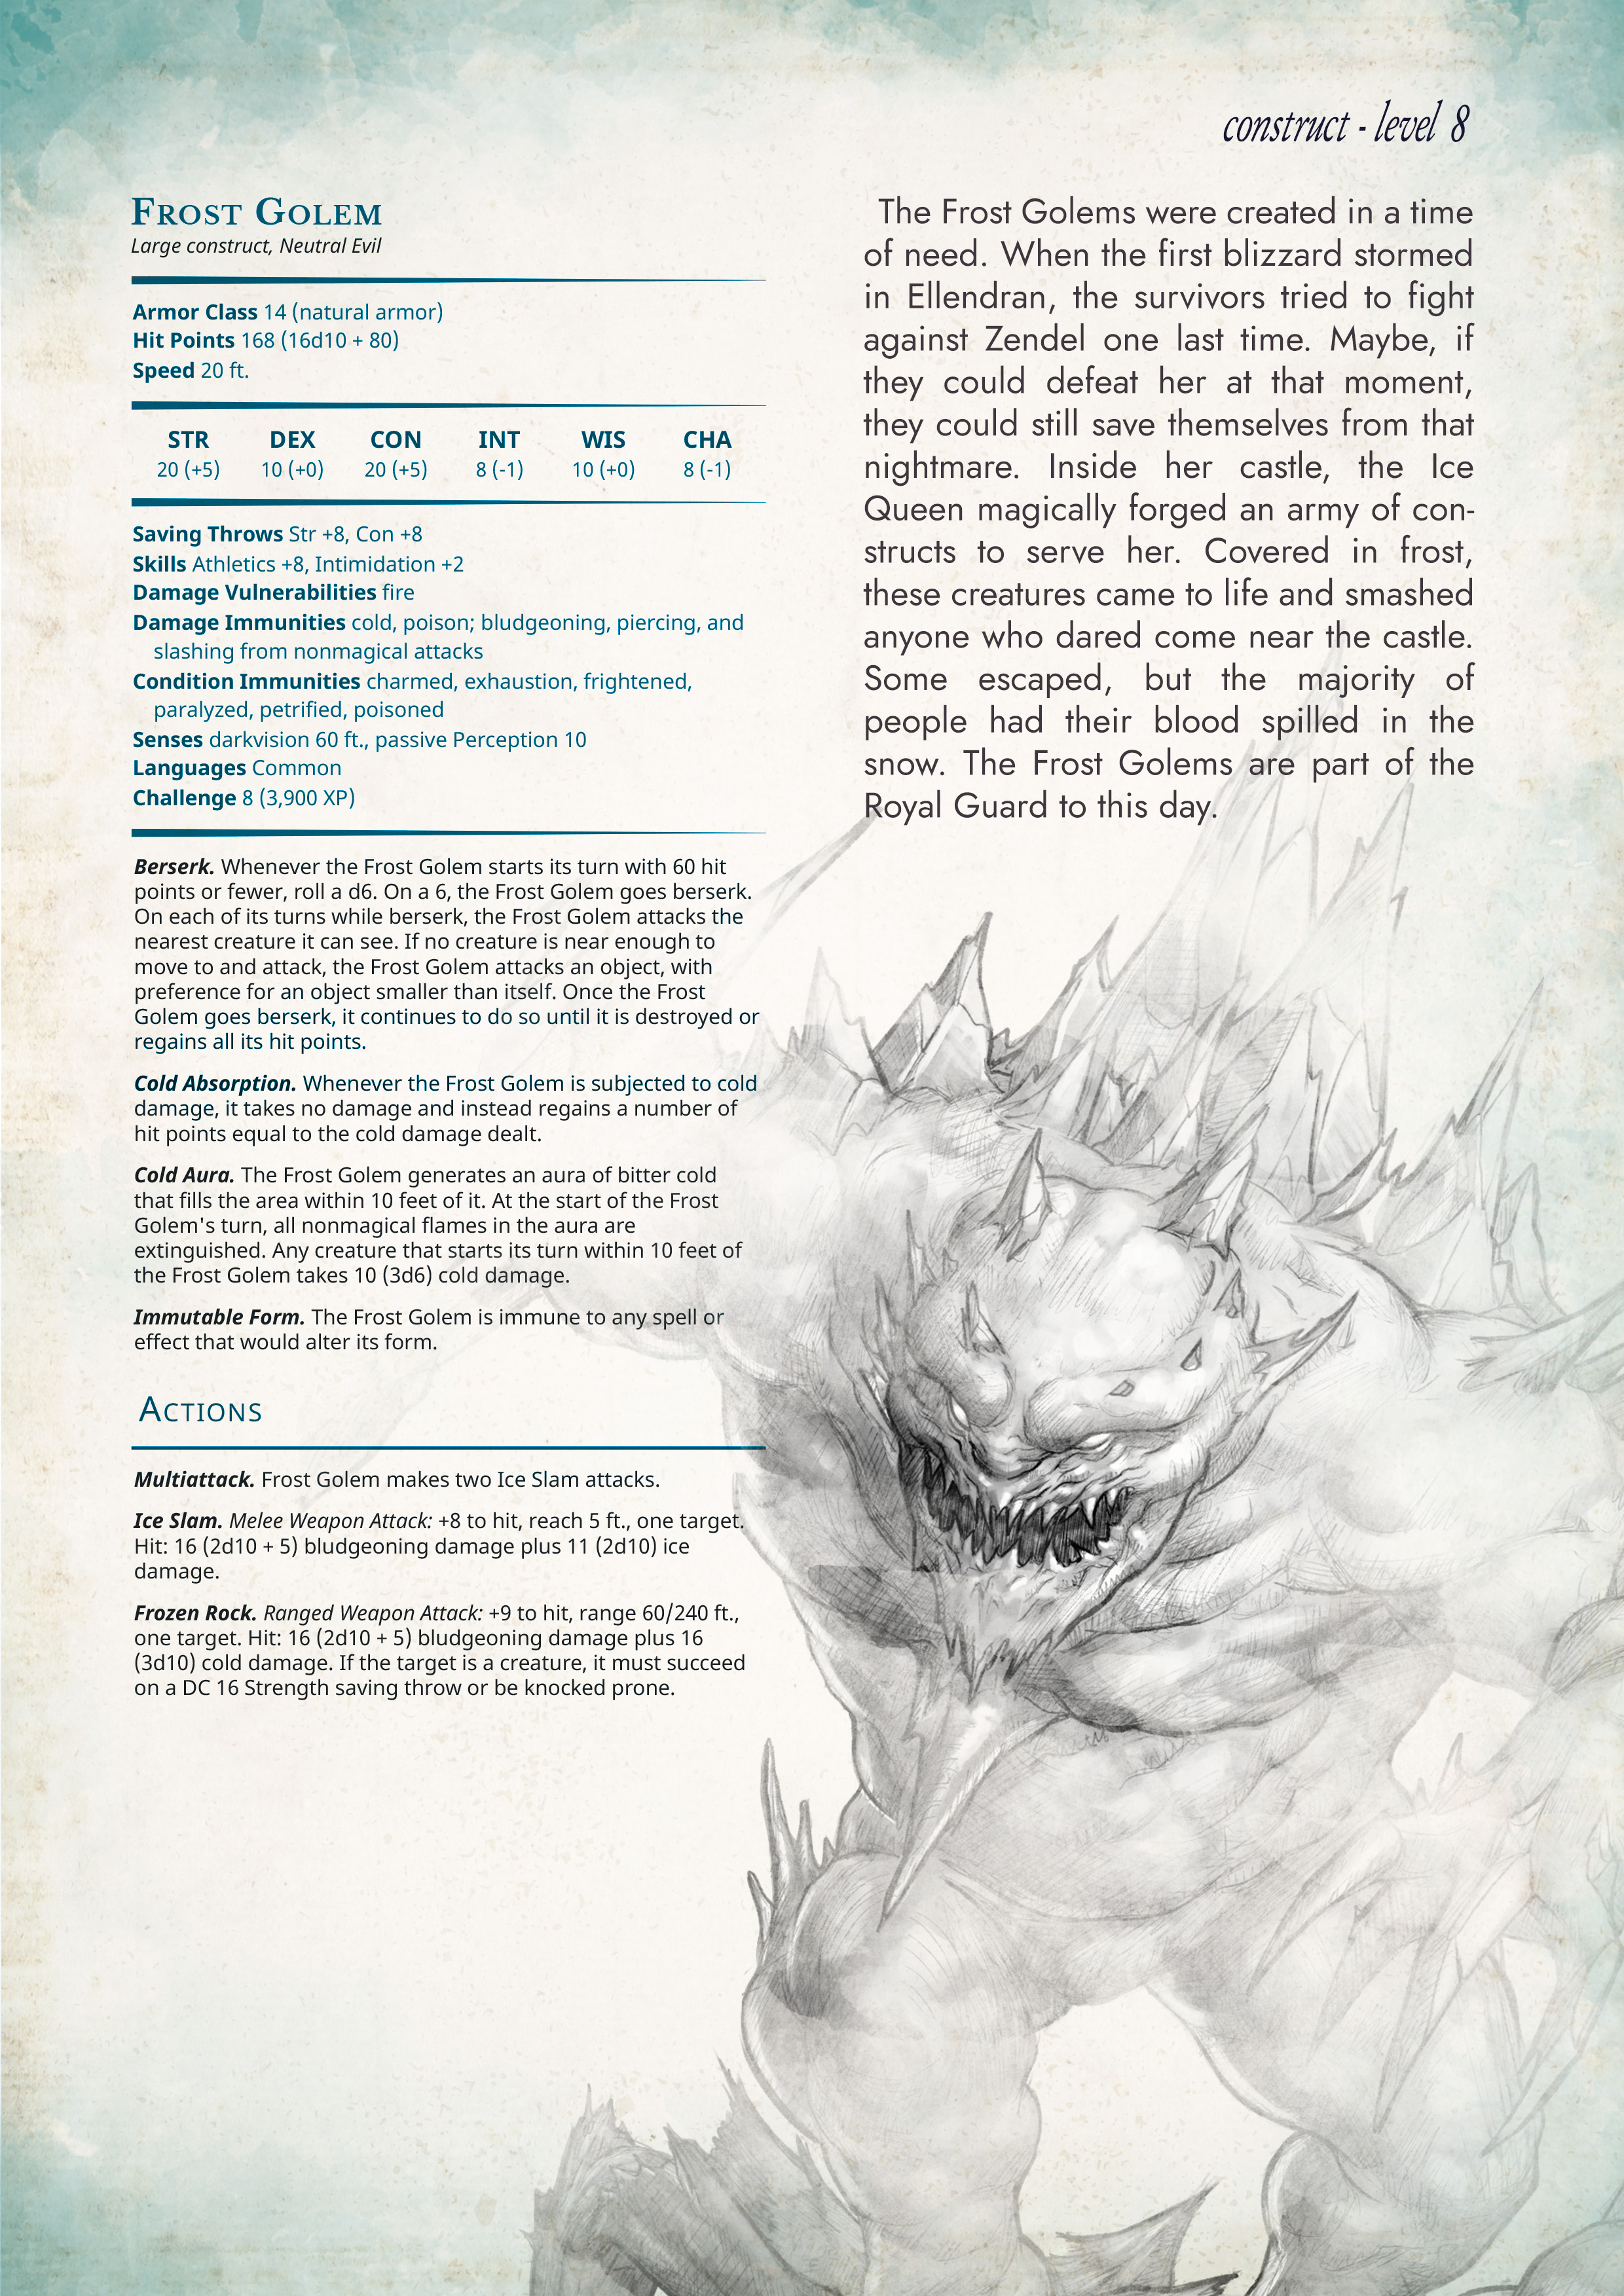 construct - level 8
Frost Golem
Large construct, Neutral Evil
Armor Class 14 (natural armor)
Hit Points 168 (16d10 + 80)
Speed 20 ft.
STR DEX CON INT WIS CHA
20 (+5) 10 (+0) 20 (+5) 8 (-1) 10 (+0) 8 (-1)
Saving Throws Str +8, Con +8
Skills Athletics +8, Intimidation +2
Damage Vulnerabilities fire
Damage Immunities cold, poison; bludgeoning, piercing, and
slashing from nonmagical attacks
Condition Immunities charmed, exhaustion, frightened,
paralyzed, petrified, poisoned
Senses darkvision 60 ft., passive Perception 10
Languages Common
Challenge 8 (3,900 XP)
Berserk. Whenever the Frost Golem starts its turn with 60 hit
points or fewer, roll a d6. On a 6, the Frost Golem goes berserk.
On each of its turns while berserk, the Frost Golem attacks the
nearest creature it can see. If no creature is near enough to
move to and attack, the Frost Golem attacks an object, with
preference for an object smaller than itself. Once the Frost
Golem goes berserk, it continues to do so until it is destroyed or
regains all its hit points.
Cold Absorption. Whenever the Frost Golem is subjected to cold
damage, it takes no damage and instead regains a number of
hit points equal to the cold damage dealt.
Cold Aura. The Frost Golem generates an aura of bitter cold
that fills the area within 10 feet of it. At the start of the Frost
Golem's turn, all nonmagical flames in the aura are
extinguished. Any creature that starts its turn within 10 feet of
the Frost Golem takes 10 (3d6) cold damage.
Immutable Form. The Frost Golem is immune to any spell or
effect that would alter its form.
Actions
Multiattack. Frost Golem makes two Ice Slam attacks.
Ice Slam. Melee Weapon Attack: +8 to hit, reach 5 ft., one target.
Hit: 16 (2d10 + 5) bludgeoning damage plus 11 (2d10) ice
damage.
Frozen Rock. Ranged Weapon Attack: +9 to hit, range 60/240 ft.,
one target. Hit: 16 (2d10 + 5) bludgeoning damage plus 16
(3d10) cold damage. If the target is a creature, it must succeed
on a DC 16 Strength saving throw or be knocked prone.
The Frost Golems were created in a time
of need. When the first blizzard stormed
in Ellendran, the survivors tried to fight
against Zendel one last time. Maybe, if
they could defeat her at that moment,
they could still save themselves from that
nightmare. Inside her castle, the Ice
Queen magically forged an army of con-
structs to serve her. Covered in frost,
these creatures came to life and smashed
anyone who dared come near the castle.
Some escaped, but the majority of
people had their blood spilled in the
snow. The Frost Golems are part of the
Royal Guard to this day.